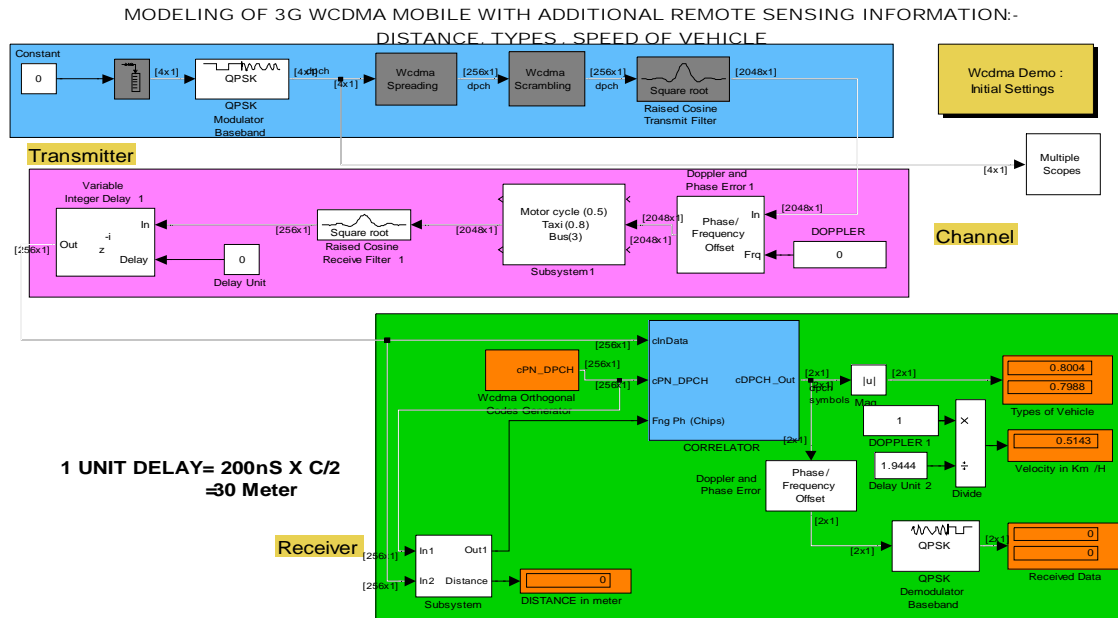 MODELING OF 3G WCDMA MOBILE WITH ADDITIONAL REMOTE SENSING INFORMATION:-
DISTANCE, TYPES , SPEED OF VEHICLE
Constant
0
[4x1]
QPSK
QPSK
Modulator
Baseband
[4x1]
dpch
[4x1]
Wcdma
Spreading
[256x1]
dpch
Wcdma
Scrambling
[256x1]
dpch
Square root
Raised Cosine
Transmit Filter
[2048x1]
Wcdma Demo :
Initial Settings
Transmitter
[4x1]
Multiple
Scopes
Variable
Integer Delay 1
In
-i
z
Out
Delay
[256x1]
0
Delay Unit
[256x1]
Square root
Raised Cosine
Receive Filter 1
[2048x1]
Motor cycle (0.5)
Taxi (0.8)
Bus(3)
Subsystem1
[2048x1]
[2048x1]
Doppler and
Phase Error1
In
Phase/
Frequency
Offset
Frq
[2048x1]
DOPPLER
0
Channel
[256x1]
cPN_DPCH
Wcdma Orthogonal
Codes Generator
[256x1]
[256x1]
cInData
cPN_DPCH
cDPCH_Out
Fng Ph (Chips)
CORRELATOR
[2x1]
[2x1]
dpch
symbols
|u|
Mag
[2x1]
0.8004
0.7988
Types of Vehicle
1
DOPPLER 1
×
÷
Divide
1.9444
Delay Unit 2
0.5143
Velocity in Km /H
[2x1]
Doppler and
Phase Error
Phase/
Frequency
Offset
[2x1]
[2x1]
QPSK
QPSK
Demodulator
Baseband
[2x1]
0
0
Received Data
1 UNIT DELAY= 200nS X C/2
=30 Meter
Receiver
[256x1]
[256x1]
In1
Out1
In2
Distance
Subsystem
0
DISTANCE in meter